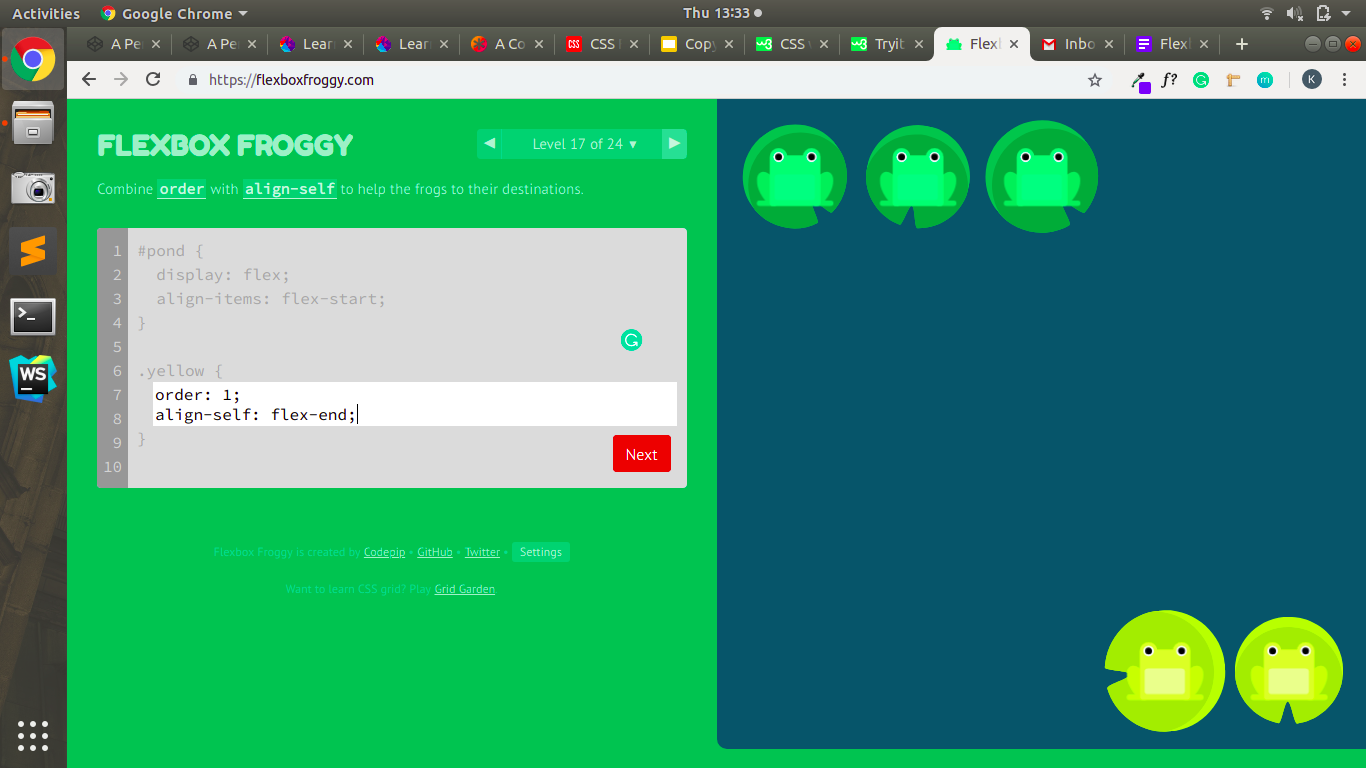 Activities Google Chrome ▾ Thu 13:33 ●
A Pe × A Pe × Lear × Lear × A Co × CSS × Copy × CSS × Tryit × Flex × Inbo × Flex × +
https://flexboxfroggy.com f? K
FLEXBOX FROGGY ◀ Level 17 of 24 ▾ ▶
Combine order with align-self to help the frogs to their destinations.
1 #pond {
2 display: flex;
3 align-items: flex-start;
4 }
5
6 .yellow {
7 order: 1;
8 align-self: flex-end;
9 }
10
Next
Flexbox Froggy is created by Codepip • GitHub • Twitter • Settings
Want to learn CSS grid? Play Grid Garden.
WS